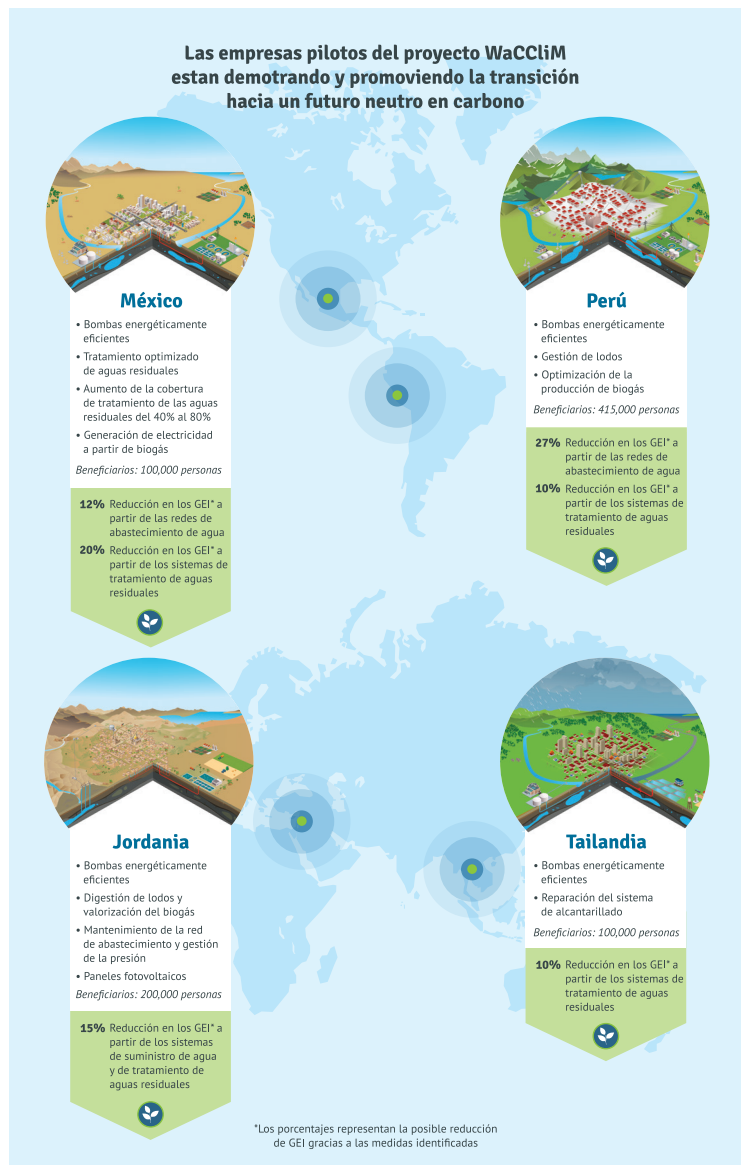 Las empresas pilotos del proyecto WaCCliM
estan demotrando y promoviendo la transición
hacia un futuro neutro en carbono
México
• Bombas energéticamente
eficientes
• Tratamiento optimizado
de aguas residuales
• Aumento de la cobertura
de tratamiento de las aguas
residuales del 40% al 80%
• Generación de electricidad
a partir de biogás
Beneficiarios: 100,000 personas
12% Reducción en los GEI* a
partir de las redes de
abastecimiento de agua
20% Reducción en los GEI* a
partir de los sistemas de
tratamiento de aguas
residuales
Perú
• Bombas energéticamente
eficientes
• Gestión de lodos
• Optimización de la
producción de biogás
Beneficiarios: 415,000 personas
27% Reducción en los GEI* a
partir de las redes de
abastecimiento de agua
10% Reducción en los GEI* a
partir de los sistemas de
tratamiento de aguas
residuales
Jordania
• Bombas energéticamente
eficientes
• Digestión de lodos y
valorización del biogás
• Mantenimiento de la red
de abastecimiento y gestión
de la presión
• Paneles fotovoltaicos
Beneficiarios: 200,000 personas
15% Reducción en los GEI* a
partir de los sistemas
de suministro de agua
y de tratamiento de
aguas residuales
Tailandia
• Bombas energéticamente
eficientes
• Reparación del sistema
de alcantarillado
Beneficiarios: 100,000 personas
10% Reducción en los GEI* a
partir de los sistemas de
tratamiento de aguas
residuales
*Los porcentajes representan la posible reducción
de GEI gracias a las medidas identificadas